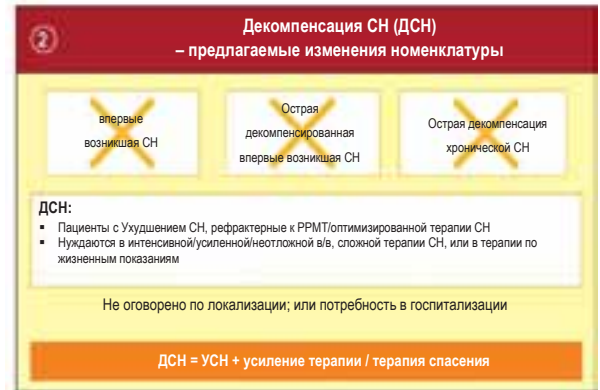 2
Декомпенсация СН (ДСН)
– предлагаемые изменения номенклатуры
впервые
возникшая СН
Острая
декомпенсированная
впервые возникшая СН
Острая декомпенсация
хронической СН
ДСН:
▪ Пациенты с Ухудшением СН, рефрактерные к РРМТ/оптимизированной терапии СН
▪ Нуждаются в интенсивной/усиленной/неотложной в/в, сложной терапии СН, или в терапии по
жизненным показаниям
Не оговорено по локализации; или потребность в госпитализации
ДСН = УСН + усиление терапии / терапия спасения